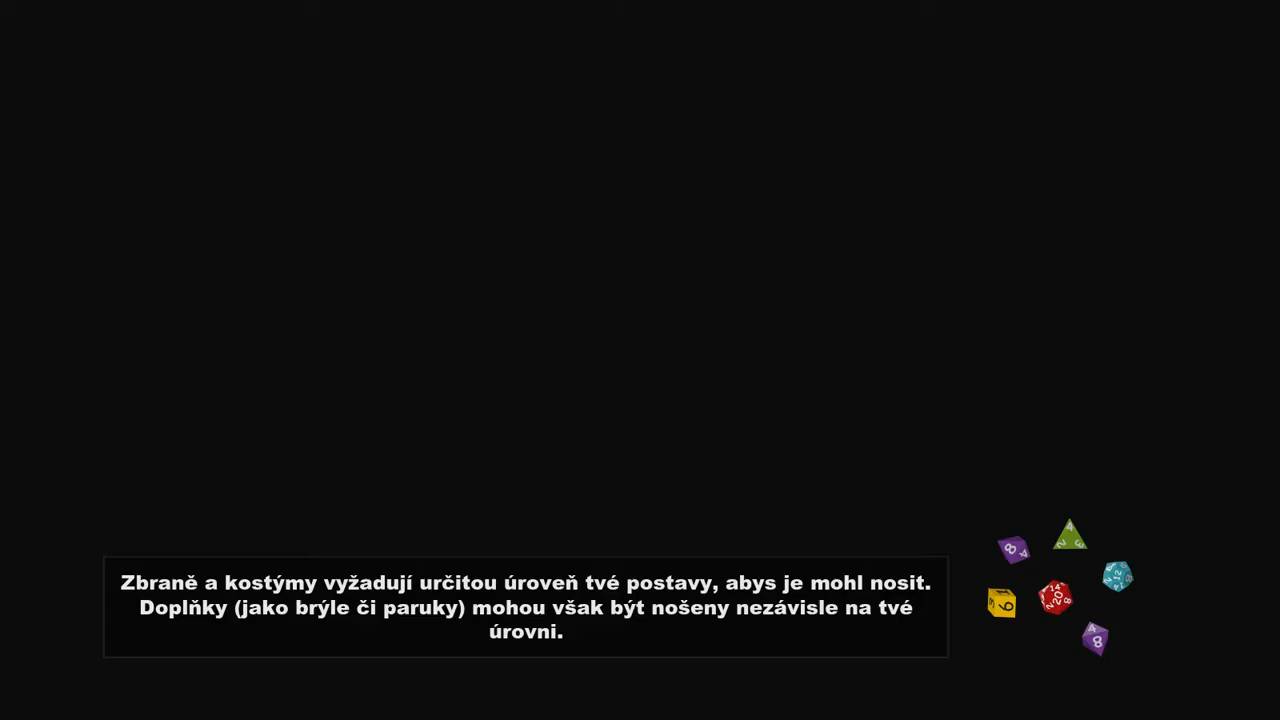 Zbraně a kostýmy vyžadují určitou úroveň tvé postavy, abys je mohl nosit.
Doplňky (jako brýle či paruky) mohou však být nošeny nezávisle na tvé
úrovni.